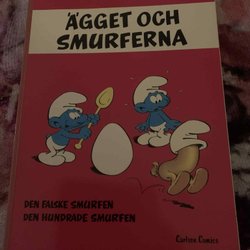 ÄGGET OCH
SMURFERNA
DEN FALSKE SMURFEN
DEN HUNDRADE SMURFEN
Carlsen Comics